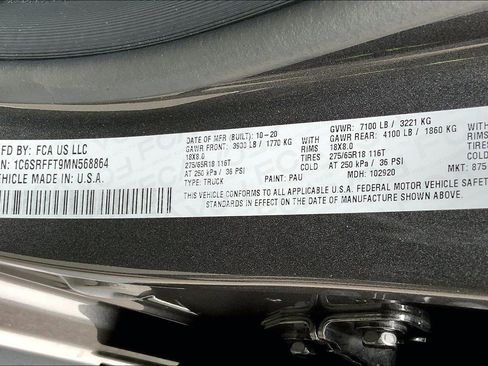 FD BY: FCA US LLC
N: 1C6SRFFT9MN568864
EHICLE MADE IN: U.S.A.
DATE OF MFR (BUILT): 10-20
GAWR FRONT: 3900 LB / 1770 KG WITH
18X8.0 RIMS
275/65R18 116T TIRES
AT 250 kPa / 36 PSI COLD
TYPE: TRUCK PAINT: PAU
GVWR: 7100 LB / 3221 KG
GAWR REAR: 4100 LB / 1860 KG WITH
18X8.0 RIMS
275/65R18 116T TIRES
AT 250 kPa / 36 PSI COLD
MDH: 102920 MKT: 875
THIS VEHICLE CONFORMS TO ALL APPLICABLE U.S.A. FEDERAL MOTOR VEHICLE SAFETY
STANDARDS IN EFFECT ON THE DATE OF MANUFACTURE SHOWN ABOVE.